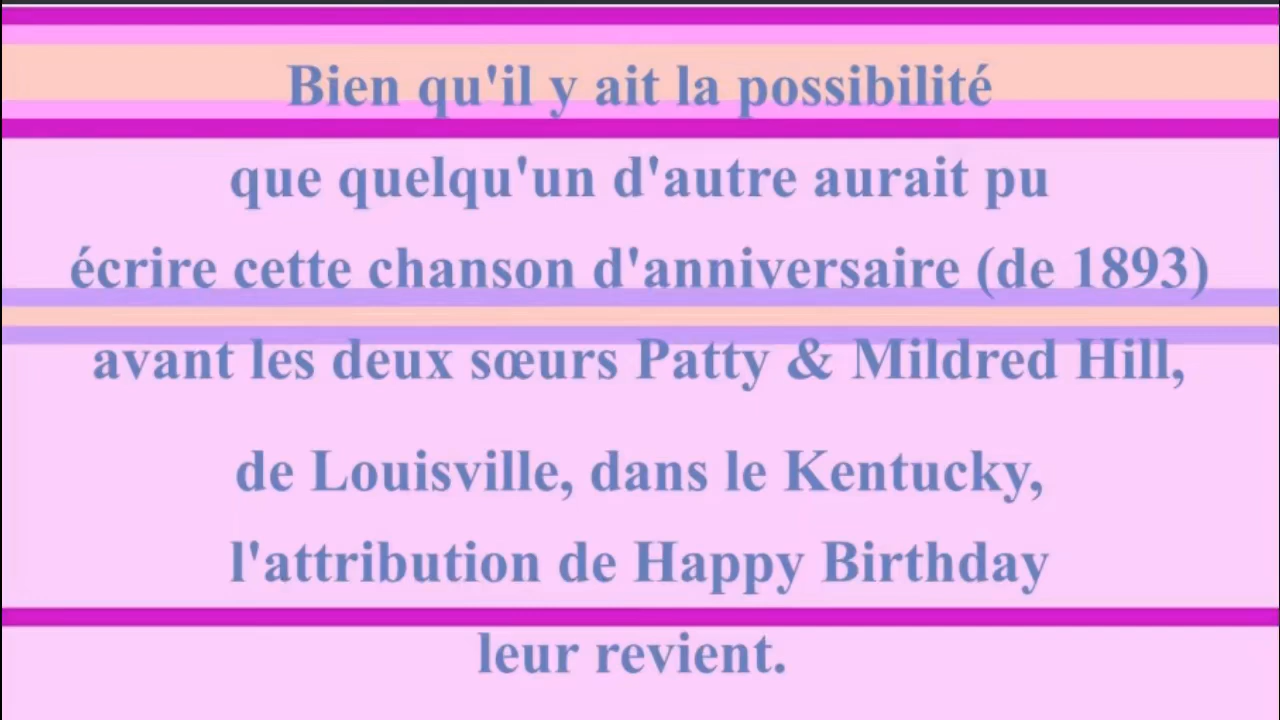 Bien qu'il y ait la possibilité
que quelqu'un d'autre aurait pu
écrire cette chanson d'anniversaire (de 1893)
avant les deux sœurs Patty & Mildred Hill,
de Louisville, dans le Kentucky,
l'attribution de Happy Birthday
leur revient.